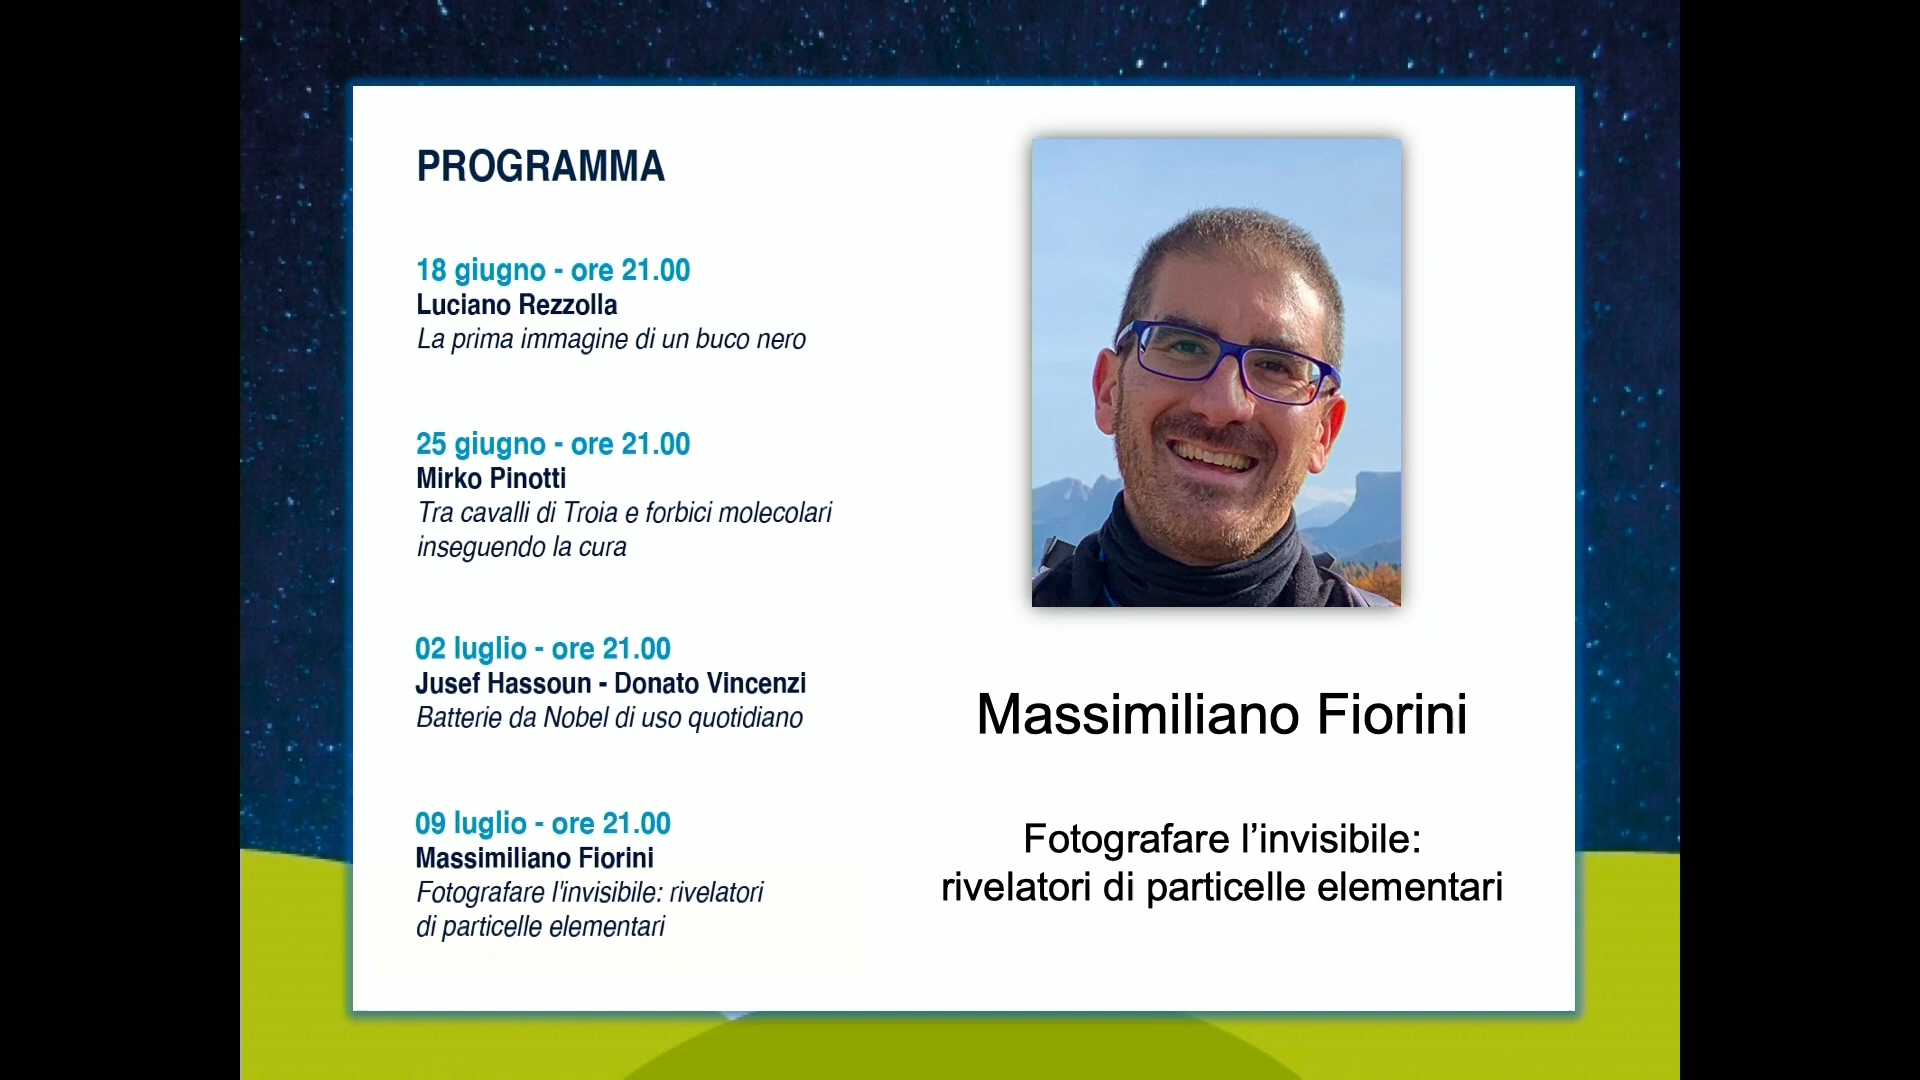 PROGRAMMA
18 giugno - ore 21.00
Luciano Rezzolla
La prima immagine di un buco nero
25 giugno - ore 21.00
Mirko Pinotti
Tra cavalli di Troia e forbici molecolari
inseguendo la cura
02 luglio - ore 21.00
Jusef Hassoun - Donato Vincenzi
Batterie da Nobel di uso quotidiano
09 luglio - ore 21.00
Massimiliano Fiorini
Fotografare l'invisibile: rivelatori
di particelle elementari
Massimiliano Fiorini
Fotografare l’invisibile:
rivelatori di particelle elementari